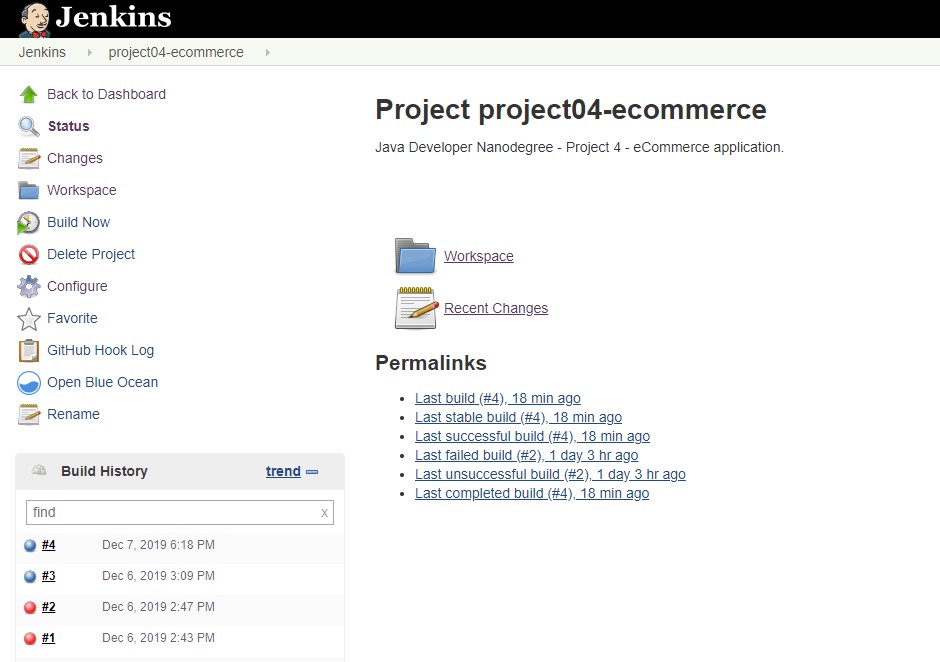 Jenkins
Jenkins project04-ecommerce
Back to Dashboard
Status
Changes
Workspace
Build Now
Delete Project
Configure
Favorite
GitHub Hook Log
Open Blue Ocean
Rename
Build History trend
find x
#4 Dec 7, 2019 6:18 PM
#3 Dec 6, 2019 3:09 PM
#2 Dec 6, 2019 2:47 PM
#1 Dec 6, 2019 2:43 PM
Project project04-ecommerce
Java Developer Nanodegree - Project 4 - eCommerce application.
Workspace
Recent Changes
Permalinks
Last build (#4), 18 min ago
Last stable build (#4), 18 min ago
Last successful build (#4), 18 min ago
Last failed build (#2), 1 day 3 hr ago
Last unsuccessful build (#2), 1 day 3 hr ago
Last completed build (#4), 18 min ago